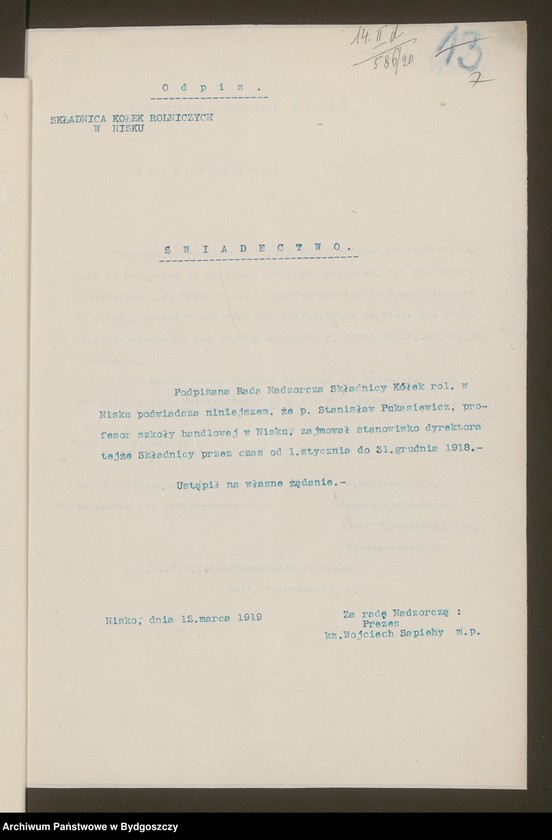 14. II d
586/20
13
7
Odpis.
SKŁADNICA KOŁEK ROLNICZYCH
W NISKU
ŚWIADECTWO.
Podpisana Rada Nadzorcza Składnicy Kółek rol. w
Nisku poświadcza niniejszem, że p. Stanisław Pukasiewicz, pro-
fesor szkoły handlowej w Nisku, zajmował stanowisko dyrektora
tejże Składnicy przez czas od 1.stycznia do 31.grudnia 1918.-
Ustąpił na własne żądanie.-
Nisko, dnia 12.marca 1919
Za radę Nadzorczą :
Prezes
ks.Wojciech Sapiehy m.p.
Archiwum Państwowe w Bydgoszczy